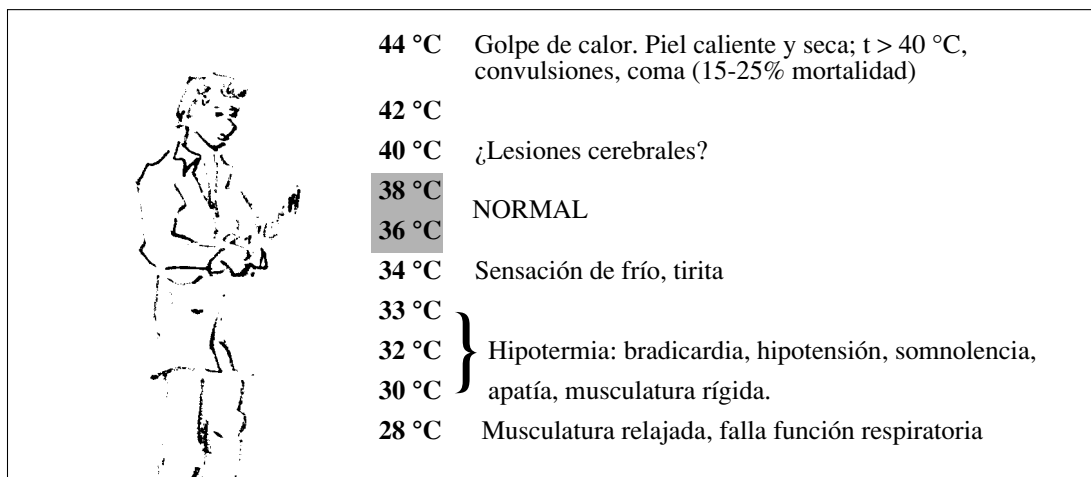 44 °C Golpe de calor. Piel caliente y seca; t > 40 °C,
convulsiones, coma (15-25% mortalidad)
42 °C
40 °C ¿Lesiones cerebrales?
38 °C
NORMAL
36 °C
34 °C Sensación de frío, tirita
33 °C
32 °C } Hipotermia: bradicardia, hipotensión, somnolencia,
30 °C apatía, musculatura rígida.
28 °C Musculatura relajada, falla función respiratoria